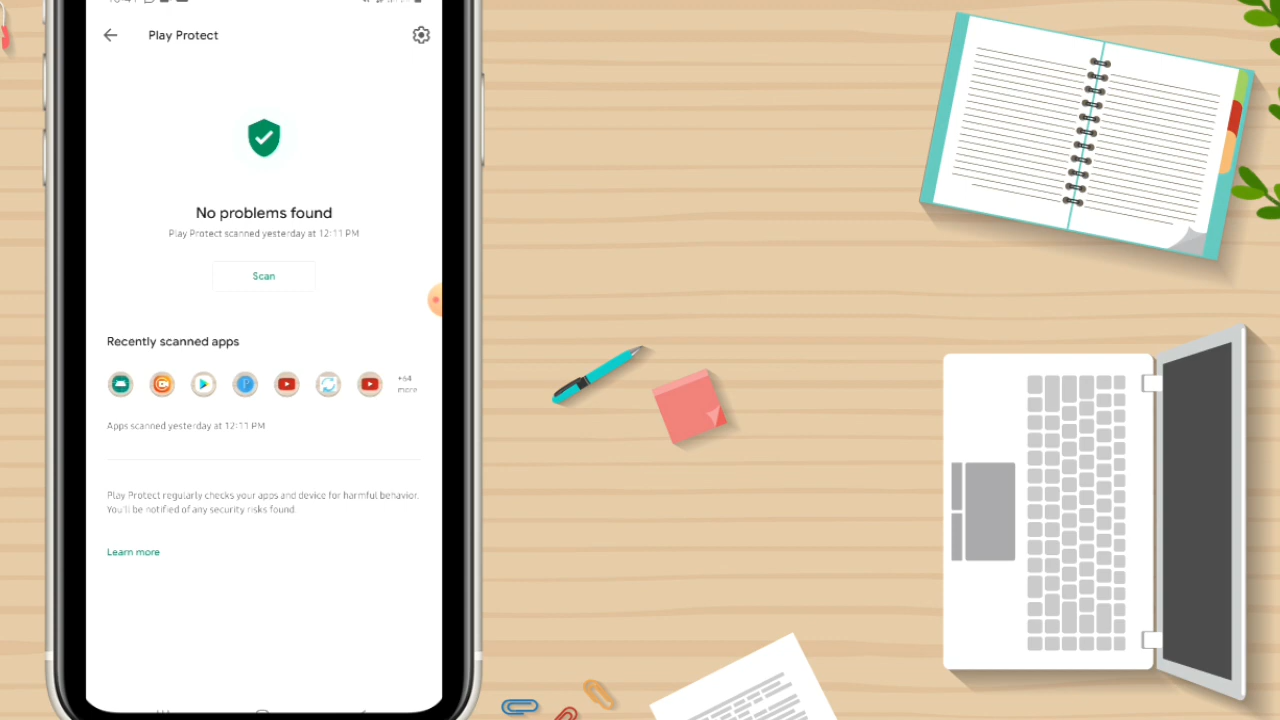 Play Protect
No problems found
Play Protect scanned yesterday at 12:11 PM
Scan
Recently scanned apps
+64
more
Apps scanned yesterday at 12:11 PM
Play Protect regularly checks your apps and device for harmful behavior.
You'll be notified of any security risks found
Learn more